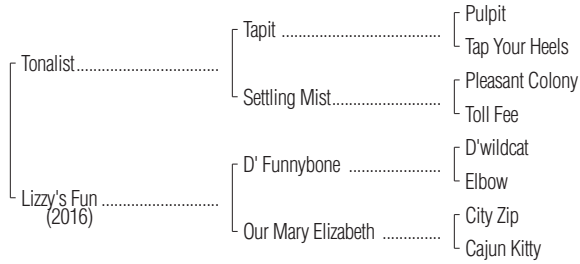 Pulpit
Tapit
Tap Your Heels
Tonalist
Pleasant Colony
Settling Mist
Toll Fee
D'wildcat
D' Funnybone
Elbow
Lizzy's Fun
(2016)
City Zip
Our Mary Elizabeth
Cajun Kitty